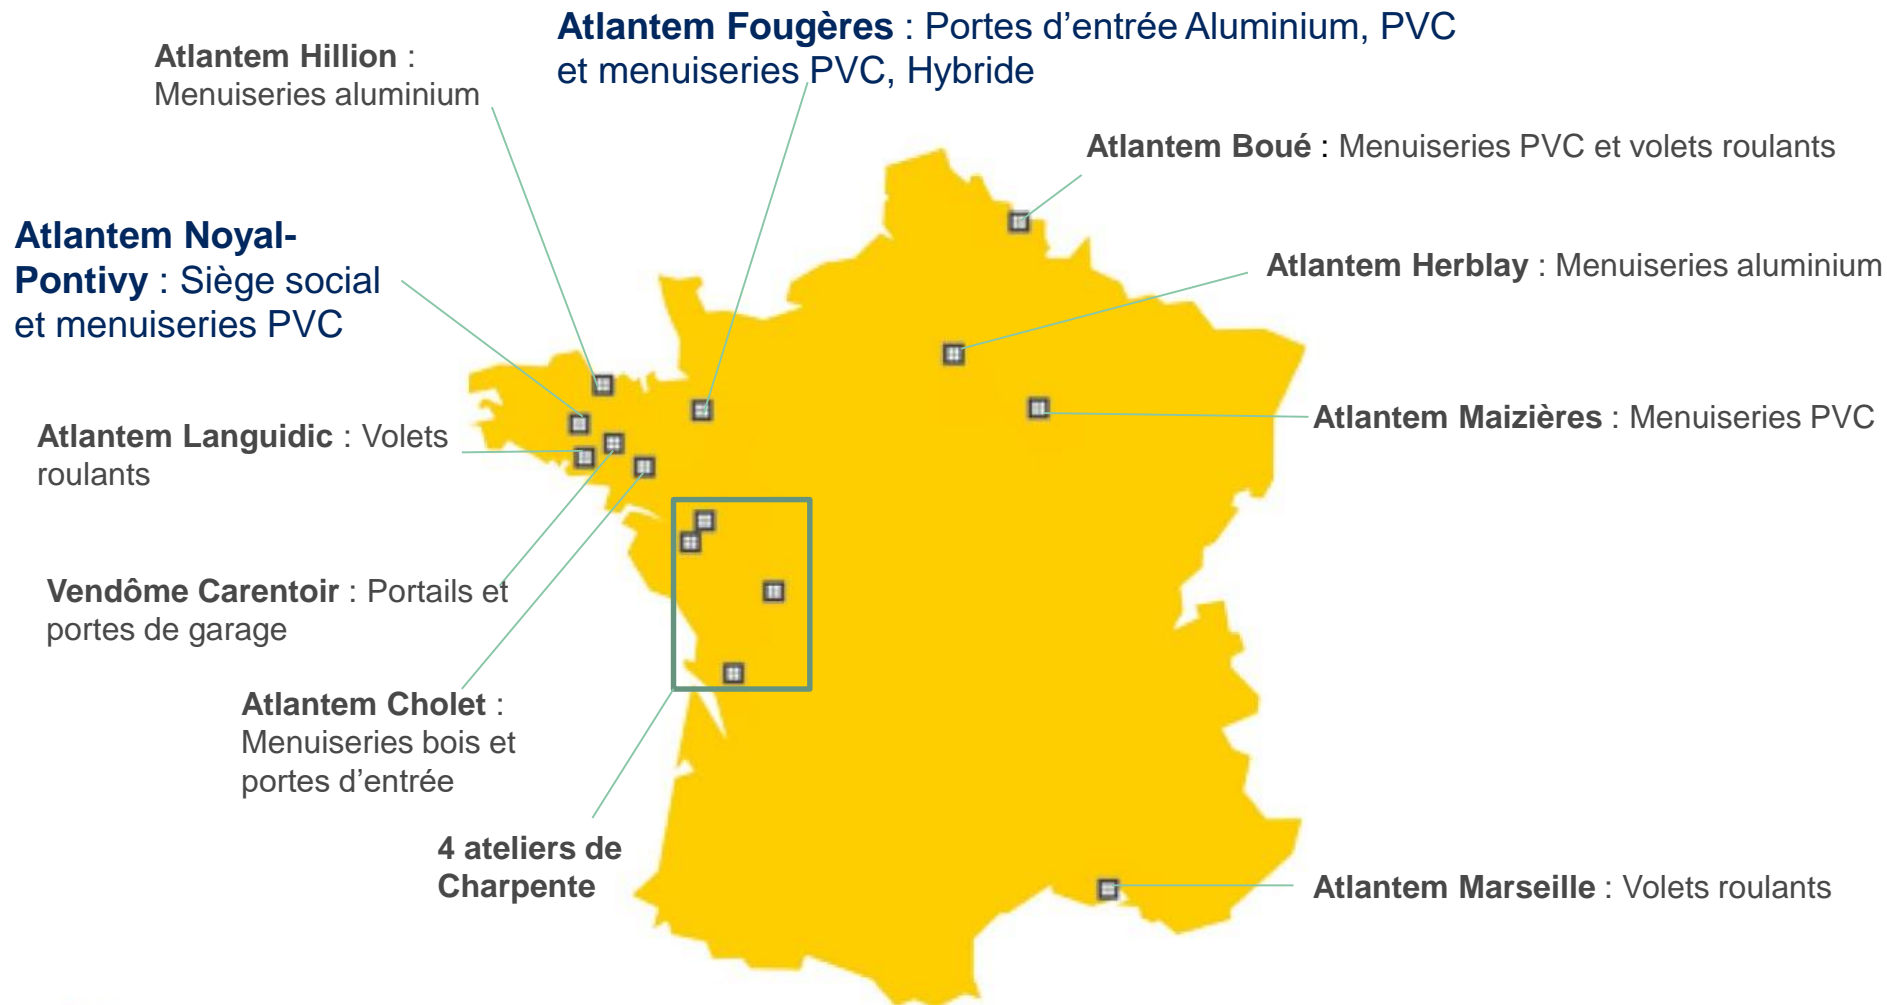 Atlantem Fougères : Portes d’entrée Aluminium, PVC
et menuiseries PVC, Hybride
Atlantem Hillion :
Menuiseries aluminium
Atlantem Boué : Menuiseries PVC et volets roulants
Atlantem Noyal-
Pontivy : Siège social
et menuiseries PVC
Atlantem Herblay : Menuiseries aluminium
Atlantem Maizières : Menuiseries PVC
Atlantem Languidic : Volets
roulants
Vendôme Carentoir : Portails et
portes de garage
Atlantem Cholet :
Menuiseries bois et
portes d’entrée
4 ateliers de
Charpente
Atlantem Marseille : Volets roulants